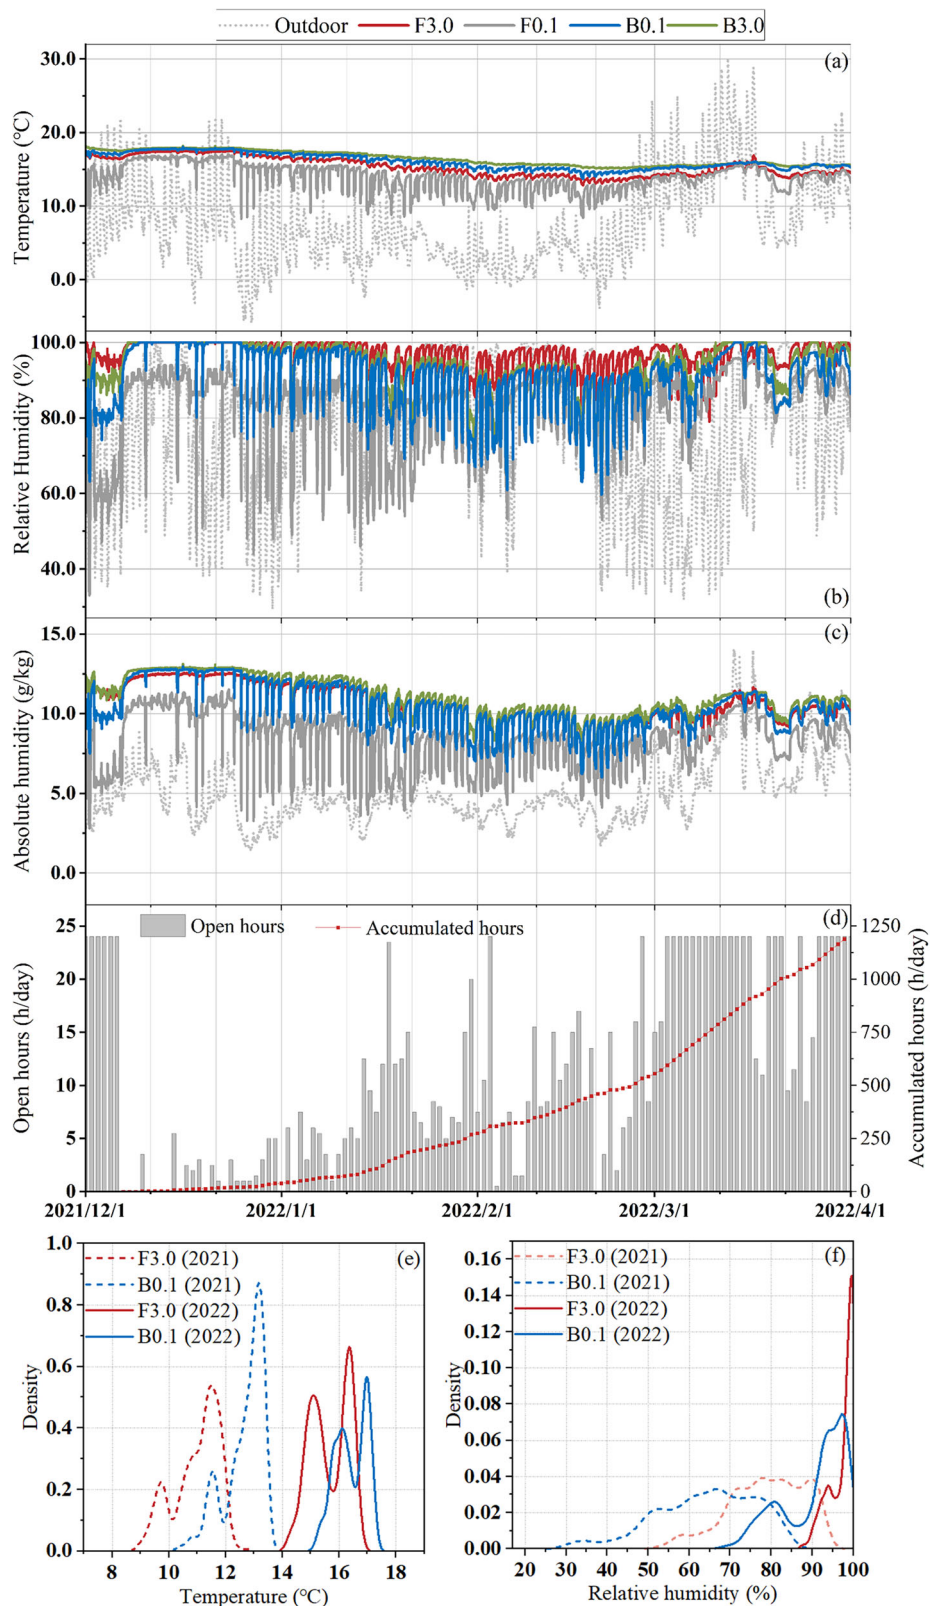 Outdoor F3.0 F0.1 B0.1 B3.0
(a)
Temperature (℃)
30.0
20.0
10.0
0.0
(b)
Relative Humidity (%)
100.0
80.0
60.0
40.0
(c)
Absolute humidity (g/kg)
15.0
10.0
5.0
0.0
(d)
Open hours Accumulated hours
Open hours (h/day)
25
20
15
10
5
0
Accumulated hours (h/day)
1250
1000
750
500
250
0
2021/12/1 2022/1/1 2022/2/1 2022/3/1 2022/4/1
(e)
F3.0 (2021)
B0.1 (2021)
F3.0 (2022)
B0.1 (2022)
Density
1.0
0.8
0.6
0.4
0.2
0.0
8 10 12 14 16 18
Temperature (℃)
(f)
F3.0 (2021)
B0.1 (2021)
F3.0 (2022)
B0.1 (2022)
Density
0.16
0.14
0.12
0.10
0.08
0.06
0.04
0.02
0.00
20 30 40 50 60 70 80 90 100
Relative humidity (%)